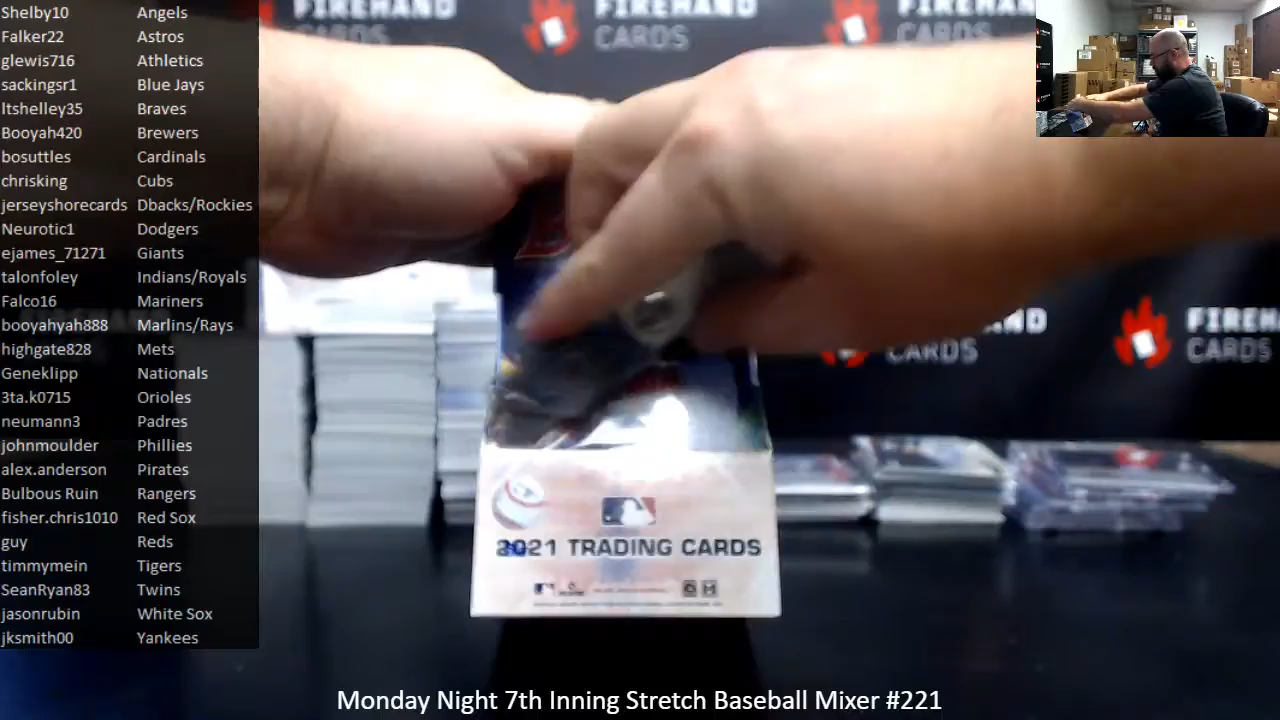 Shelby10 Angels
Falker22 Astros
glewis716 Athletics
sackingsr1 Blue Jays
ltshelley35 Braves
Booyah420 Brewers
bosuttles Cardinals
chrisking Cubs
jerseyshorecards Dbacks/Rockies
Neurotic1 Dodgers
ejames_71271 Giants
talonfoley Indians/Royals
Falco16 Mariners
booyahyah888 Marlins/Rays
highgate828 Mets
Geneklipp Nationals
3ta.k0715 Orioles
neumann3 Padres
johnmoulder Phillies
alex.anderson Pirates
Bulbous Ruin Rangers
fisher.chris1010 Red Sox
guy Reds
timmymein Tigers
SeanRyan83 Twins
jasonrubin White Sox
jksmith00 Yankees
FIREHAND
CARDS
FIREHAND
CARDS
FIREHAND
CARDS
FIREHAND
CARDS
2021 TRADING CARDS
Monday Night 7th Inning Stretch Baseball Mixer #221